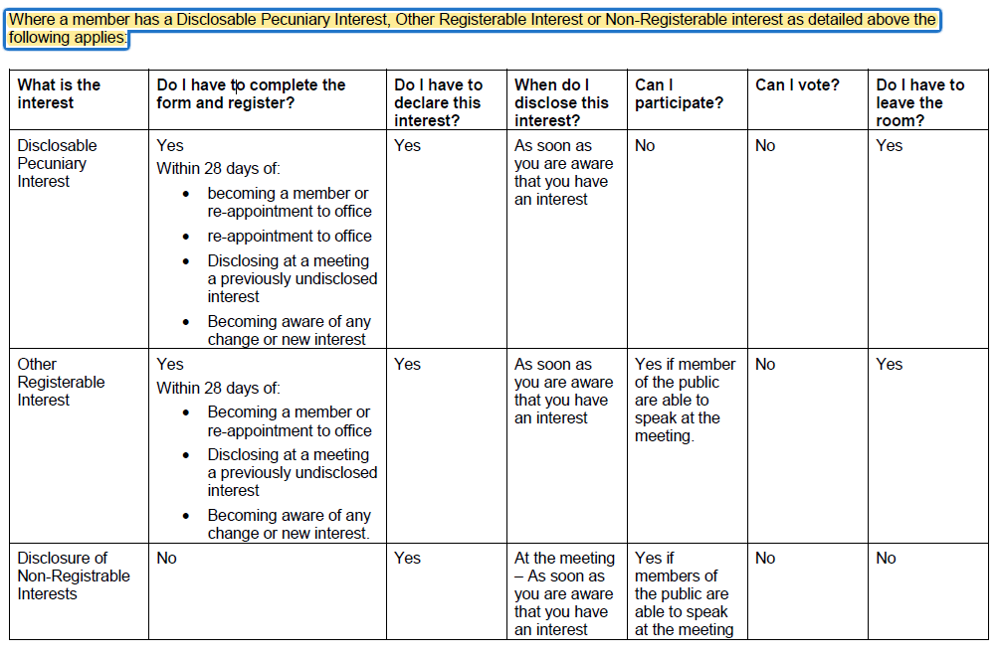 Where a member has a Disclosable Pecuniary Interest, Other Registerable Interest or Non-Registerable interest as detailed above the
following applies:
What is the
interest
Do I have to complete the
form and register?
Do I have to
declare this
interest?
When do I
disclose this
interest?
Can I
participate?
Can I vote?
Do I have to
leave the
room?
Disclosable
Pecuniary
Interest
Yes
Within 28 days of:
• becoming a member or
re-appointment to office
• re-appointment to office
• Disclosing at a meeting
a previously undisclosed
interest
• Becoming aware of any
change or new interest
Yes
As soon as
you are aware
that you have
an interest
No
No
Yes
Other
Registerable
Interest
Yes
Within 28 days of:
• Becoming a member or
re-appointment to office
• Disclosing at a meeting
a previously undisclosed
interest
• Becoming aware of any
change or new interest.
Yes
As soon as
you are aware
that you have
an interest
Yes if member
of the public
are able to
speak at the
meeting.
No
Yes
Disclosure of
Non-Registrable
Interests
No
Yes
At the meeting
– As soon as
you are aware
that you have
an interest
Yes if
members of
the public are
able to speak
at the meeting
No
No